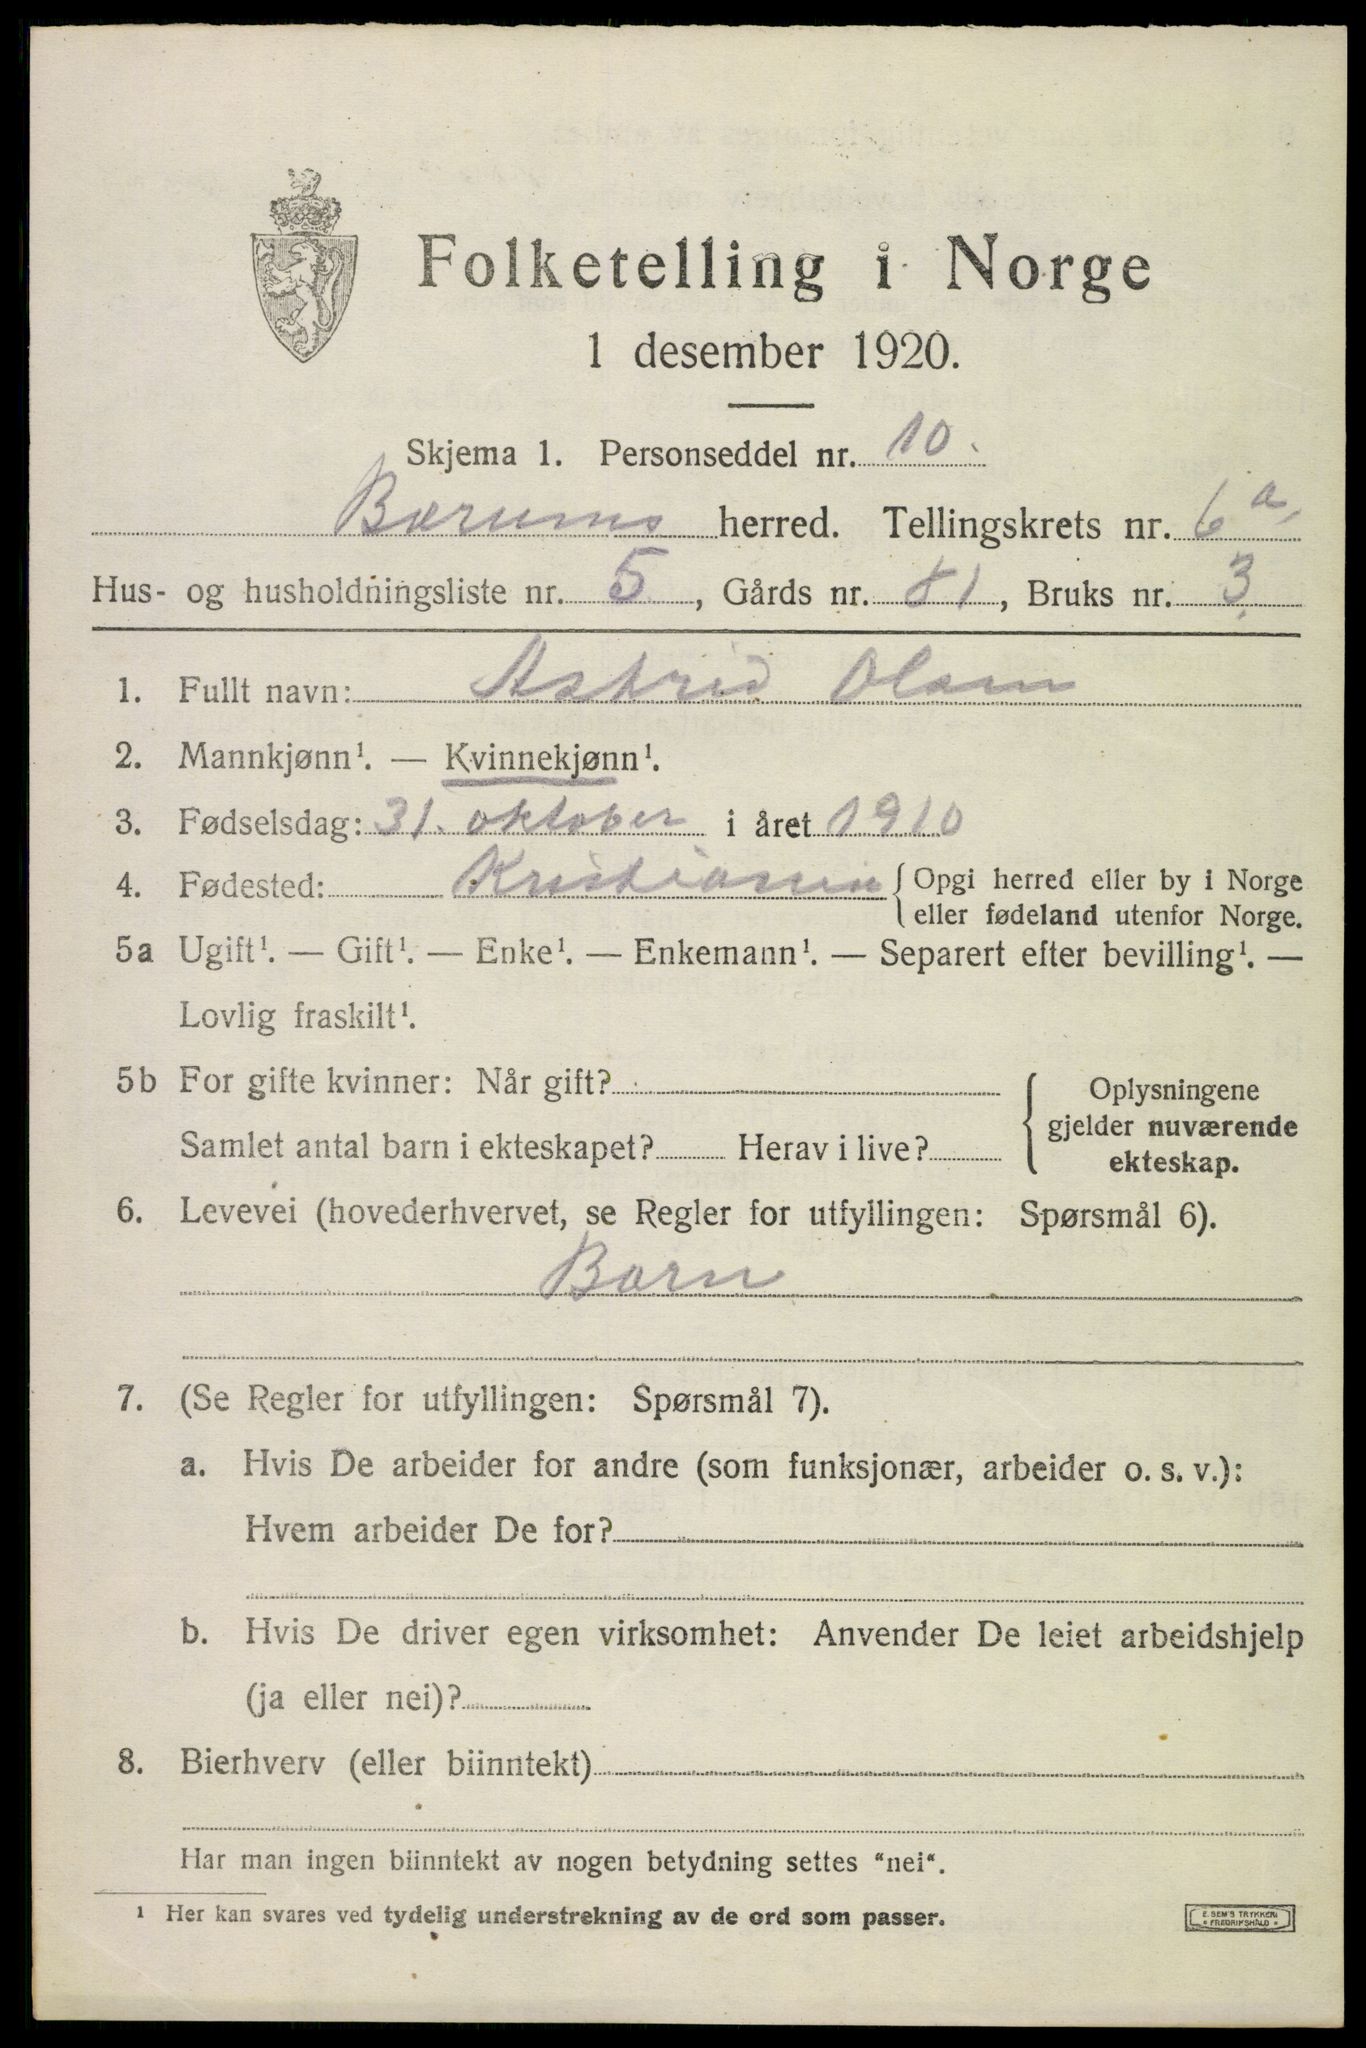 Folketelling i Norge
1 desember 1920.
Skjema 1. Personseddel nr. 10.
Bærums herred. Tellingskrets nr. 6a.
Hus- og husholdningsliste nr. 5, Gårds nr. 81, Bruks nr. 3.
1. Fullt navn: Astrid Olsen
2. Mannkjønn¹. — Kvinnekjønn¹.
3. Fødselsdag: 31. oktober i året 1910
4. Fødested: Kristiania { Opgi herred eller by i Norge
eller fødeland utenfor Norge.
5a Ugift¹. — Gift¹. — Enke¹. — Enkemann¹. — Separert efter bevilling¹. —
Lovlig fraskilt¹.
5b For gifte kvinner: Når gift?
Samlet antal barn i ekteskapet? Herav i live?
Oplysningene
gjelder nuværende
ekteskap.
6. Levevei (hovederhvervet, se Regler for utfyllingen: Spørsmål 6).
Barn
7. (Se Regler for utfyllingen: Spørsmål 7).
a. Hvis De arbeider for andre (som funksjonær, arbeider o. s. v.):
Hvem arbeider De for?
b. Hvis De driver egen virksomhet: Anvender De leiet arbeidshjelp
(ja eller nei)?
8. Bierhverv (eller biinntekt)
Har man ingen biinntekt av nogen betydning settes “nei“.
¹ Her kan svares ved tydelig understrekning av de ord som passer.
E. SEM'S TRYKKERI
FREDRIKSHALD